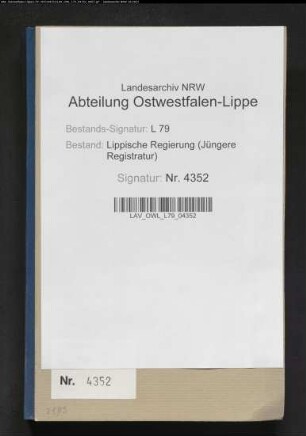 Landesarchiv NRW
Abteilung Ostwestfalen-Lippe
Bestands-Signatur: L 79
Bestand: Lippische Regierung (Jüngere
Registratur)
Signatur: Nr. 4352
LAV_OWL_L79_04352
Nr. 4352